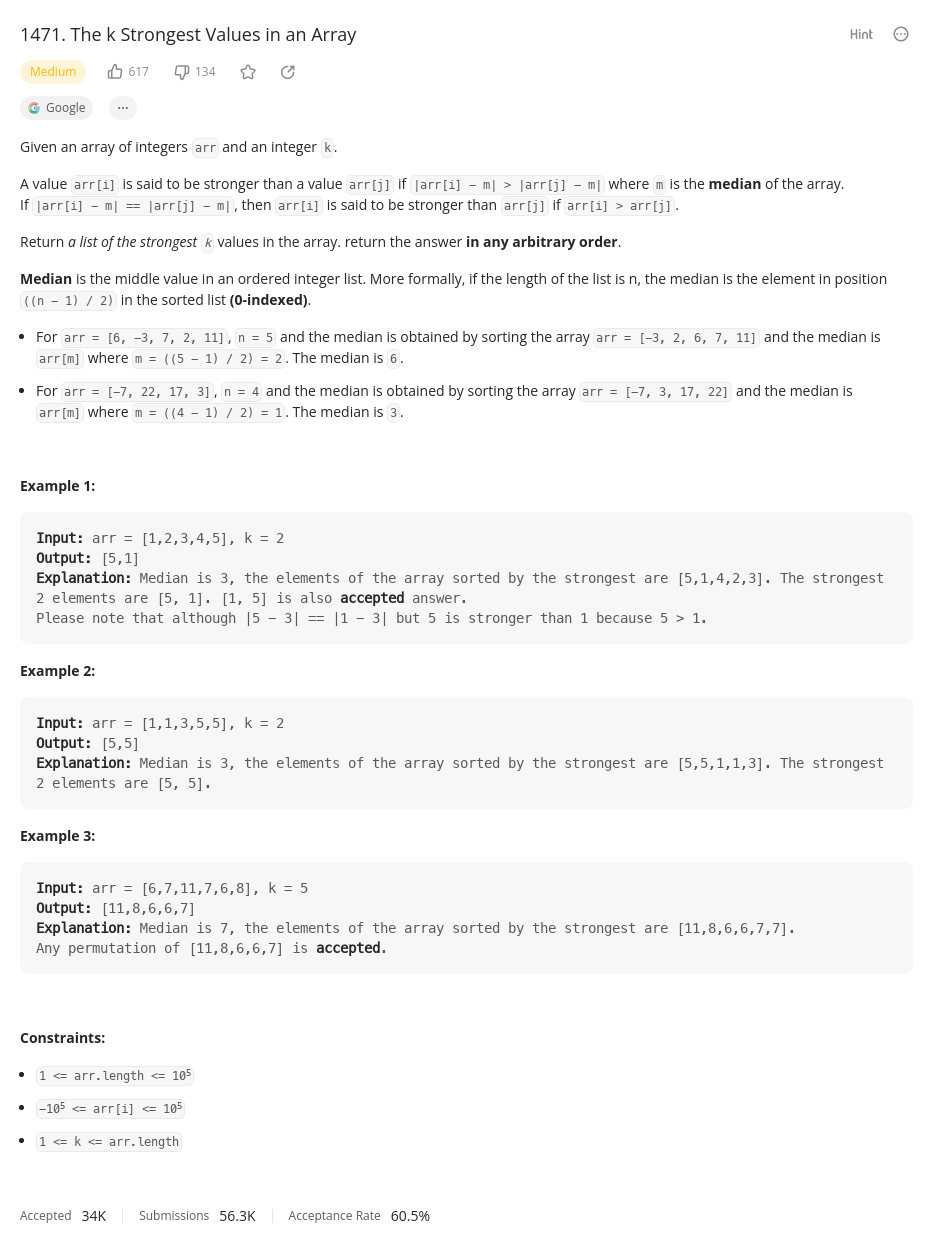 1471. The k Strongest Values in an Array
Hint
Medium
617
134
Google
Given an array of integers arr and an integer k.
A value arr[i] is said to be stronger than a value arr[j] if |arr[i] − m| > |arr[j] − m| where m is the median of the array.
If |arr[i] − m| == |arr[j] − m|, then arr[i] is said to be stronger than arr[j] if arr[i] > arr[j].
Return a list of the strongest k values in the array. return the answer in any arbitrary order.
Median is the middle value in an ordered integer list. More formally, if the length of the list is n, the median is the element in position
((n − 1) / 2) in the sorted list (0-indexed).
• For arr = [6, −3, 7, 2, 11], n = 5 and the median is obtained by sorting the array arr = [−3, 2, 6, 7, 11] and the median is
arr[m] where m = ((5 − 1) / 2) = 2. The median is 6.
• For arr = [−7, 22, 17, 3], n = 4 and the median is obtained by sorting the array arr = [−7, 3, 17, 22] and the median is
arr[m] where m = ((4 − 1) / 2) = 1. The median is 3.
Example 1:
Input: arr = [1,2,3,4,5], k = 2
Output: [5,1]
Explanation: Median is 3, the elements of the array sorted by the strongest are [5,1,4,2,3]. The strongest
2 elements are [5, 1]. [1, 5] is also accepted answer.
Please note that although |5 − 3| == |1 − 3| but 5 is stronger than 1 because 5 > 1.
Example 2:
Input: arr = [1,1,3,5,5], k = 2
Output: [5,5]
Explanation: Median is 3, the elements of the array sorted by the strongest are [5,5,1,1,3]. The strongest
2 elements are [5, 5].
Example 3:
Input: arr = [6,7,11,7,6,8], k = 5
Output: [11,8,6,6,7]
Explanation: Median is 7, the elements of the array sorted by the strongest are [11,8,6,6,7,7].
Any permutation of [11,8,6,6,7] is accepted.
Constraints:
• 1 <= arr.length <= 10⁵
• −10⁵ <= arr[i] <= 10⁵
• 1 <= k <= arr.length
Accepted 34K Submissions 56.3K Acceptance Rate 60.5%